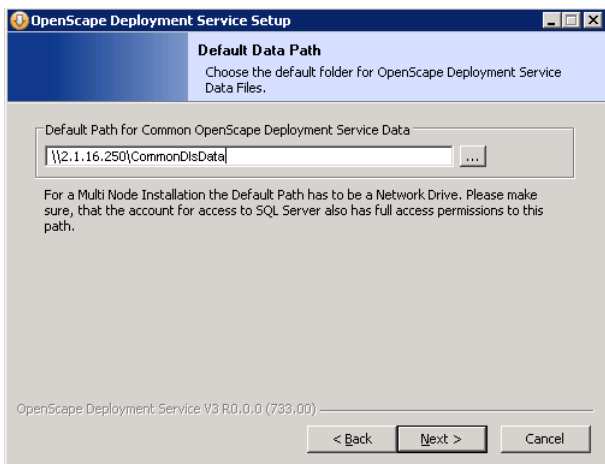 OpenScape Deployment Service Setup
Default Data Path
Choose the default folder for OpenScape Deployment Service
Data Files.
Default Path for Common OpenScape Deployment Service Data
\\2.1.16.250\CommonDlsData
...
For a Multi Node Installation the Default Path has to be a Network Drive. Please make
sure, that the account for access to SQL Server also has full access permissions to this
path.
OpenScape Deployment Service V3 R0.0.0 (733.00)
< Back
Next >
Cancel